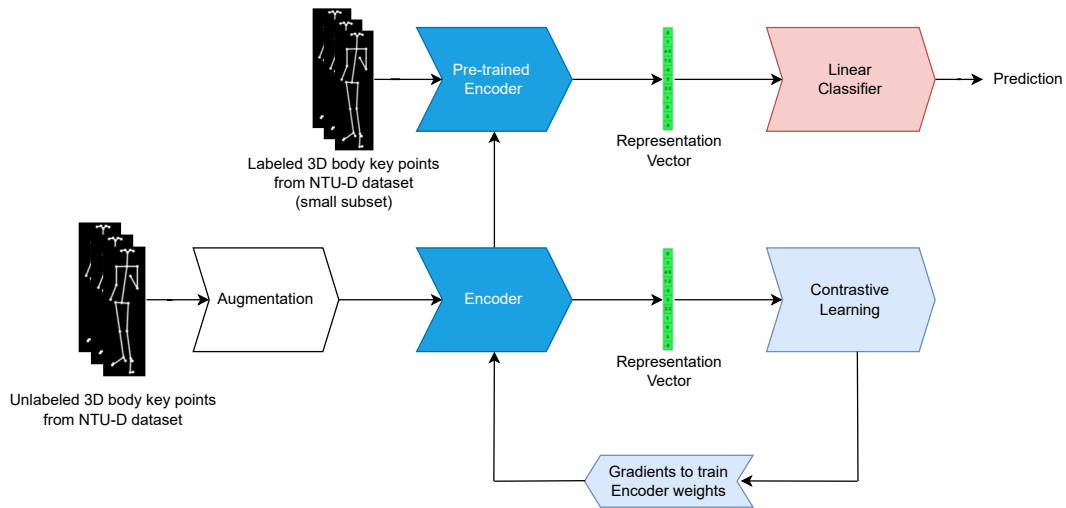 Pre-trained
Encoder
Linear
Classifier
Prediction
Representation
Vector
Labeled 3D body key points
from NTU-D dataset
(small subset)
Augmentation
Encoder
Contrastive
Learning
Representation
Vector
Unlabeled 3D body key points
from NTU-D dataset
Gradients to train
Encoder weights